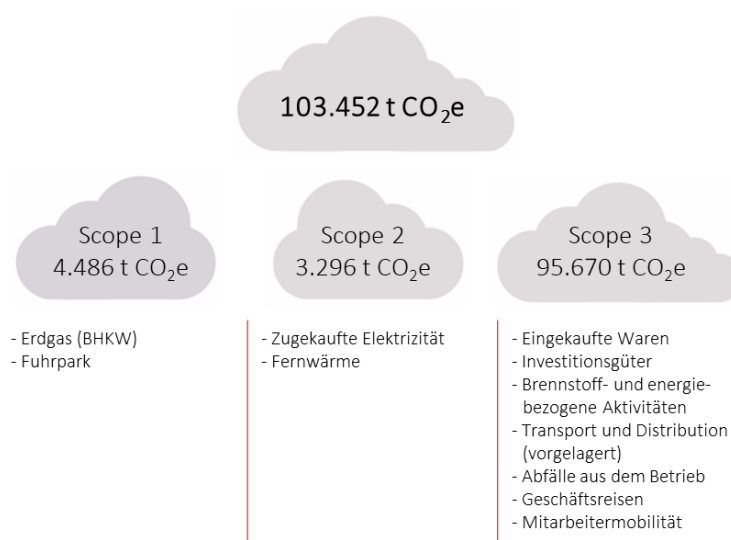 103.452 t CO₂e
Scope 1
4.486 t CO₂e
Scope 2
3.296 t CO₂e
Scope 3
95.670 t CO₂e
- Erdgas (BHKW)
- Fuhrpark
- Zugekaufte Elektrizität
- Fernwärme
- Eingekaufte Waren
- Investitionsgüter
- Brennstoff- und energie-
bezogene Aktivitäten
- Transport und Distribution
(vorgelagert)
- Abfälle aus dem Betrieb
- Geschäftsreisen
- Mitarbeitermobilität